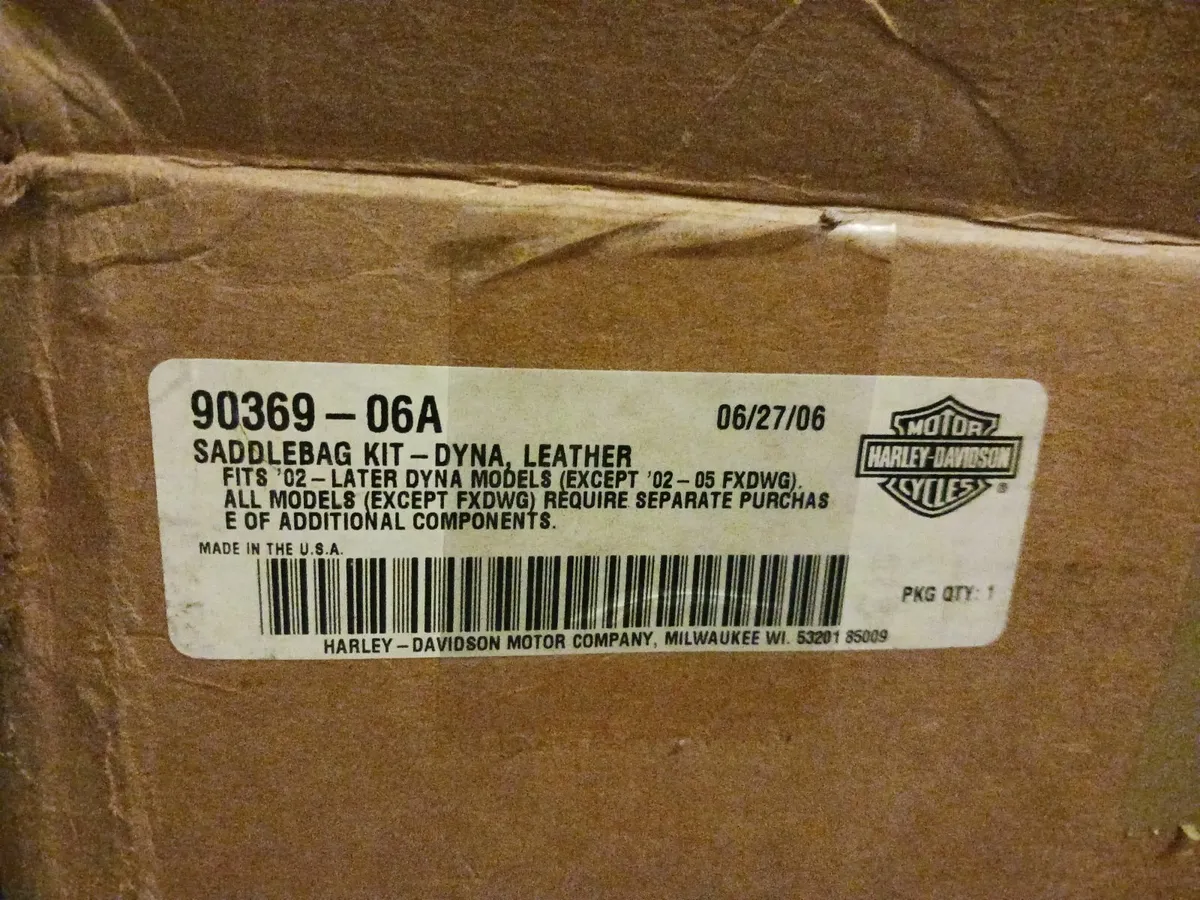 90369-06A 06/27/06
SADDLEBAG KIT-DYNA, LEATHER
FITS '02-LATER DYNA MODELS (EXCEPT '02-05 FXDWG).
ALL MODELS (EXCEPT FXDWG) REQUIRE SEPARATE PURCHAS
E OF ADDITIONAL COMPONENTS.
MOTOR
HARLEY-DAVIDSON
CYCLES
®
MADE IN THE U.S.A.
PKG QTY: 1
HARLEY-DAVIDSON MOTOR COMPANY, MILWAUKEE WI. 53201 85009